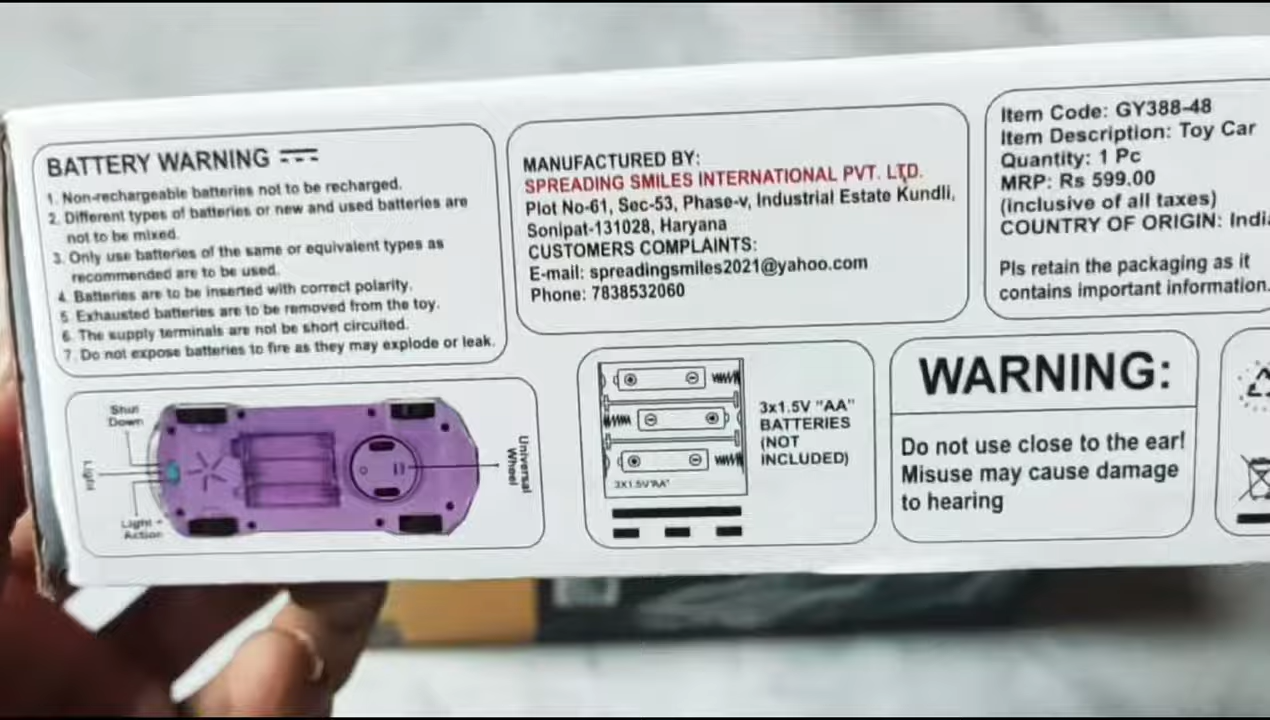 BATTERY WARNING
1. Non-rechargeable batteries not to be recharged.
2. Different types of batteries or new and used batteries are
not to be mixed.
3. Only use batteries of the same or equivalent types as
recommended are to be used.
4. Batteries are to be inserted with correct polarity.
5. Exhausted batteries are to be removed from the toy.
6. The supply terminals are not be short circuited.
7. Do not expose batteries to fire as they may explode or leak.
MANUFACTURED BY:
SPREADING SMILES INTERNATIONAL PVT. LTD.
Plot No-61, Sec-53, Phase-v, Industrial Estate Kundli,
Sonipat-131028, Haryana
CUSTOMERS COMPLAINTS:
E-mail: spreadingsmiles2021@yahoo.com
Phone: 7838532060
Item Code: GY388-48
Item Description: Toy Car
Quantity: 1 Pc
MRP: Rs 599.00
(inclusive of all taxes)
COUNTRY OF ORIGIN: Indi
Pls retain the packaging as it
contains important information.
Shut
Down
Light
Light +
Action
Universal
Wheel
3X1.5V"AA"
3x1.5V "AA"
BATTERIES
(NOT
INCLUDED)
WARNING:
Do not use close to the ear!
Misuse may cause damage
to hearing